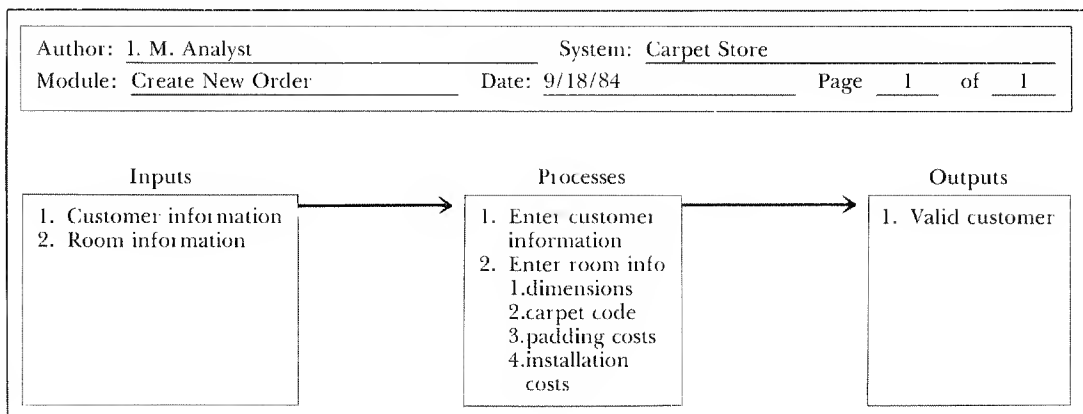 Author: I. M. Analyst System: Carpet Store
Module: Create New Order Date: 9/18/84 Page 1 of 1
Inputs Processes Outputs
1. Customer information
2. Room information
1. Enter customer
information
2. Enter room info
1.dimensions
2.carpet code
3.padding costs
4.installation
costs
1. Valid customer